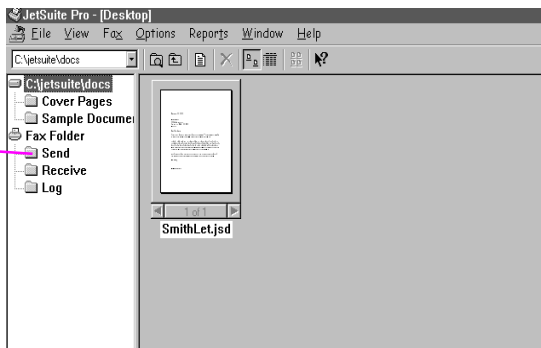 JetSuite Pro - [Desktop]
File View Fax Options Reports Window Help
C:\jetsuite\docs
C:\jetsuite\docs
Cover Pages
Sample Docume
Fax Folder
Send
Receive
Log
1 of 1
SmithLet.jsd